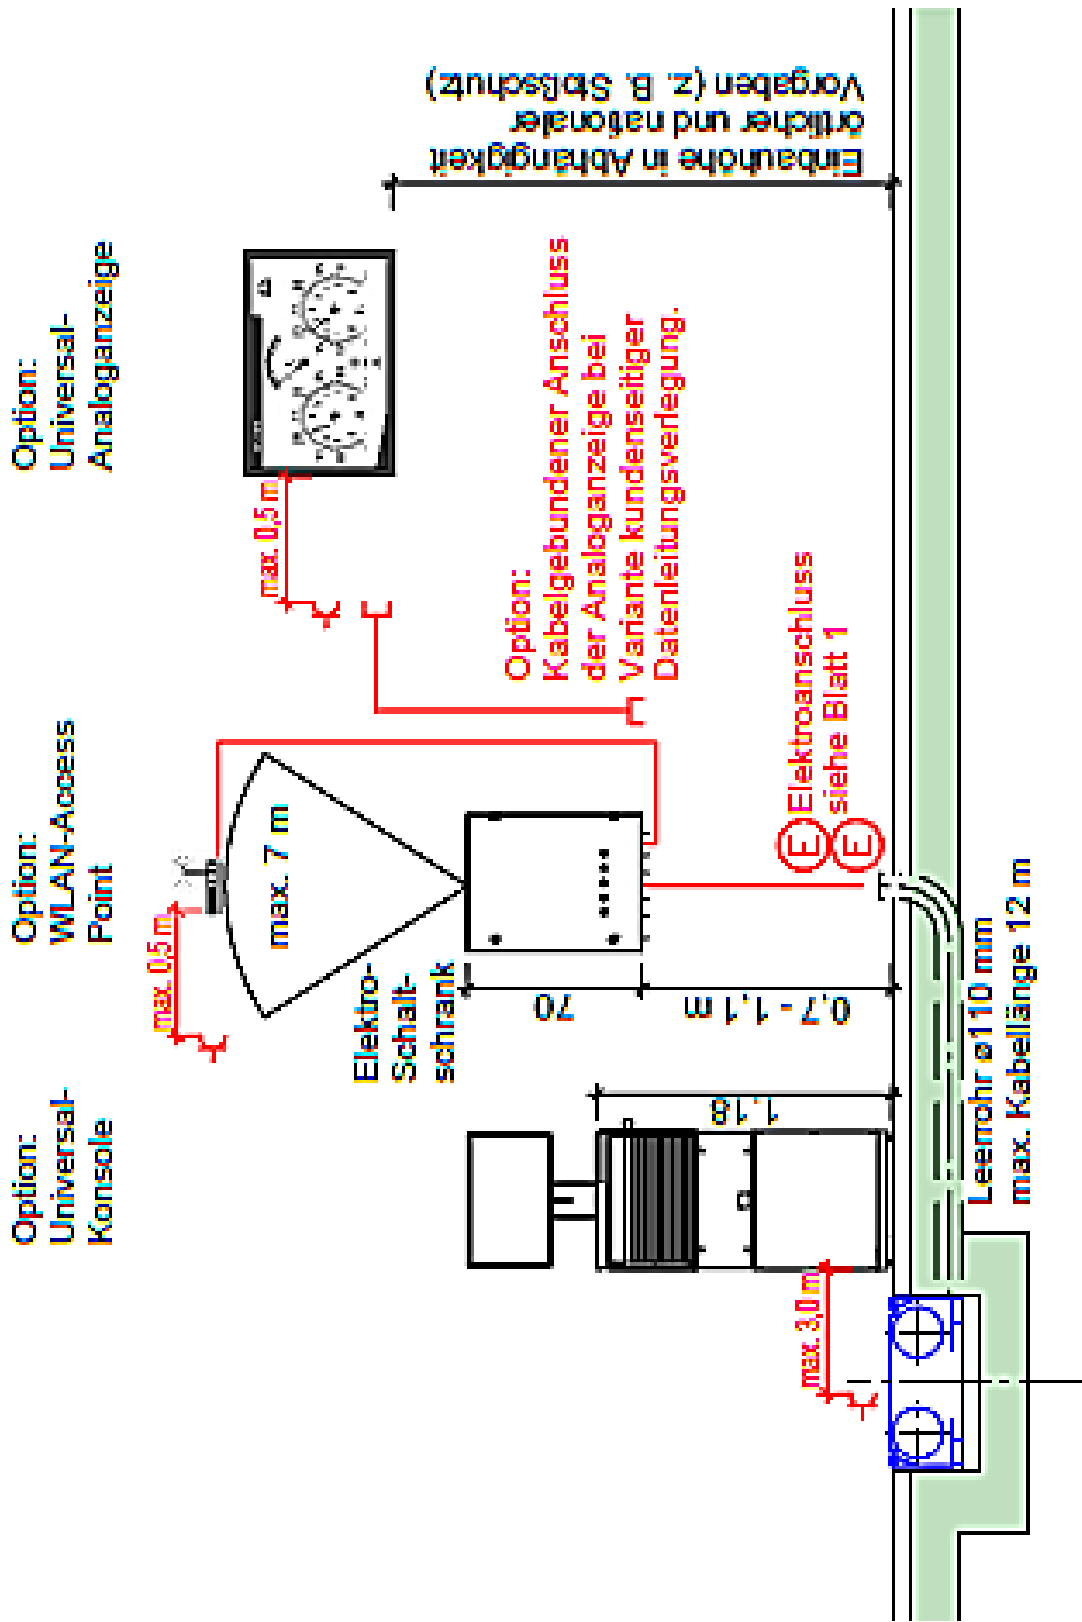 Option:
Universal-
Konsole
Option:
WLAN-Access
Point
Option:
Universal-
Analoganzeige
max. 0,5 m
max. 7 m
max. 0,5 m
Elektro-
Schalt-
schrank
70
0,7 - 1,1 m
1,18
max. 3,0 m
Option:
Kabelgebundener Anschluss
der Analoganzeige bei
Variante kundenseitiger
Datenleitungsverlegung.
Einbauhöhe in Abhängigkeit
örtlicher und nationaler
Vorgaben (z. B. Stoßschutz)
E Elektroanschluss
E siehe Blatt 1
Leerrohr ø110 mm
max. Kabellänge 12 m